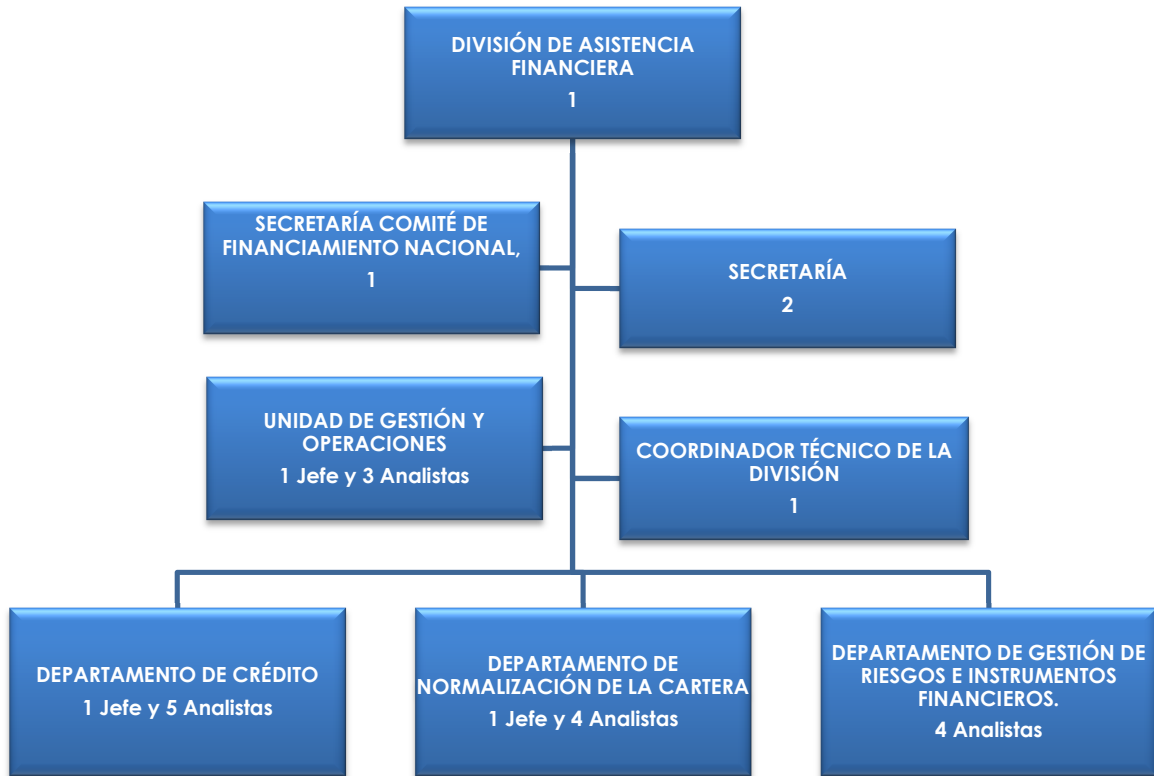 DIVISIÓN DE ASISTENCIA
FINANCIERA
1
SECRETARÍA COMITÉ DE
FINANCIAMIENTO NACIONAL,
1
SECRETARÍA
2
UNIDAD DE GESTIÓN Y
OPERACIONES
1 Jefe y 3 Analistas
COORDINADOR TÉCNICO DE LA
DIVISIÓN
1
DEPARTAMENTO DE CRÉDITO
1 Jefe y 5 Analistas
DEPARTAMENTO DE
NORMALIZACIÓN DE LA CARTERA
1 Jefe y 4 Analistas
DEPARTAMENTO DE GESTIÓN DE
RIESGOS E INSTRUMENTOS
FINANCIEROS.
4 Analistas